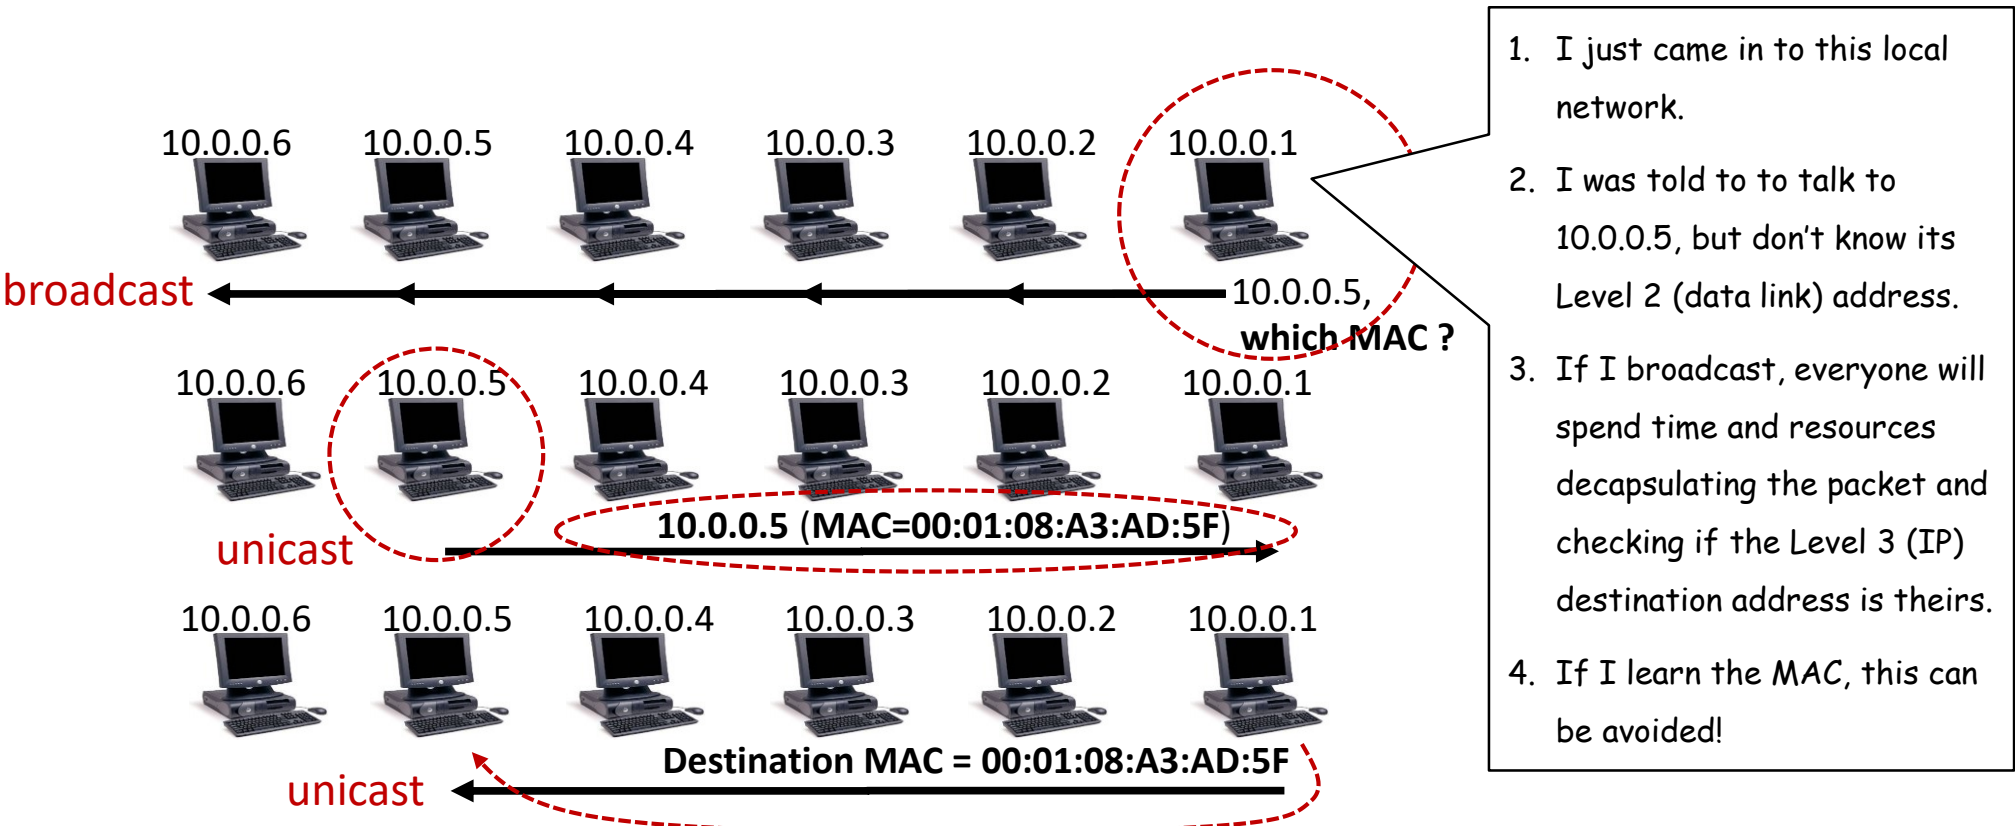 10.0.0.6 10.0.0.5 10.0.0.4 10.0.0.3 10.0.0.2 10.0.0.1
broadcast
10.0.0.5,
which MAC ?
10.0.0.6 10.0.0.5 10.0.0.4 10.0.0.3 10.0.0.2 10.0.0.1
10.0.0.5 (MAC=00:01:08:A3:AD:5F)
unicast
10.0.0.6 10.0.0.5 10.0.0.4 10.0.0.3 10.0.0.2 10.0.0.1
Destination MAC = 00:01:08:A3:AD:5F
unicast
1. I just came in to this local
network.
2. I was told to to talk to
10.0.0.5, but don't know its
Level 2 (data link) address.
3. If I broadcast, everyone will
spend time and resources
decapsulating the packet and
checking if the Level 3 (IP)
destination address is theirs.
4. If I learn the MAC, this can
be avoided!